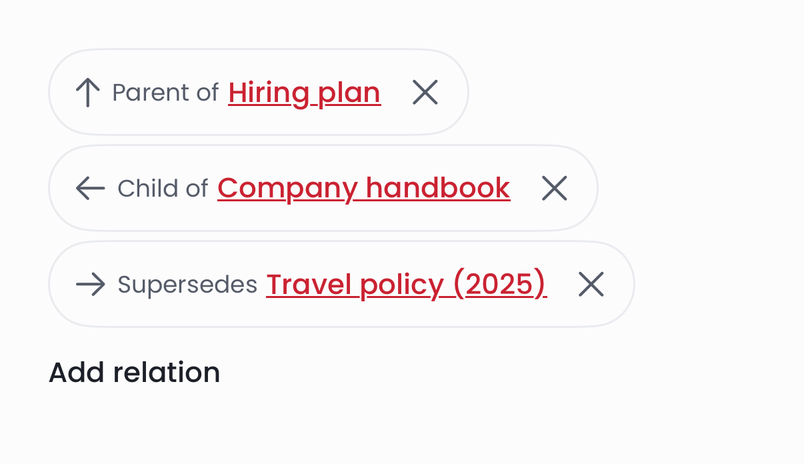 Parent of Hiring plan
Child of Company handbook
Supersedes Travel policy (2025)
Add relation